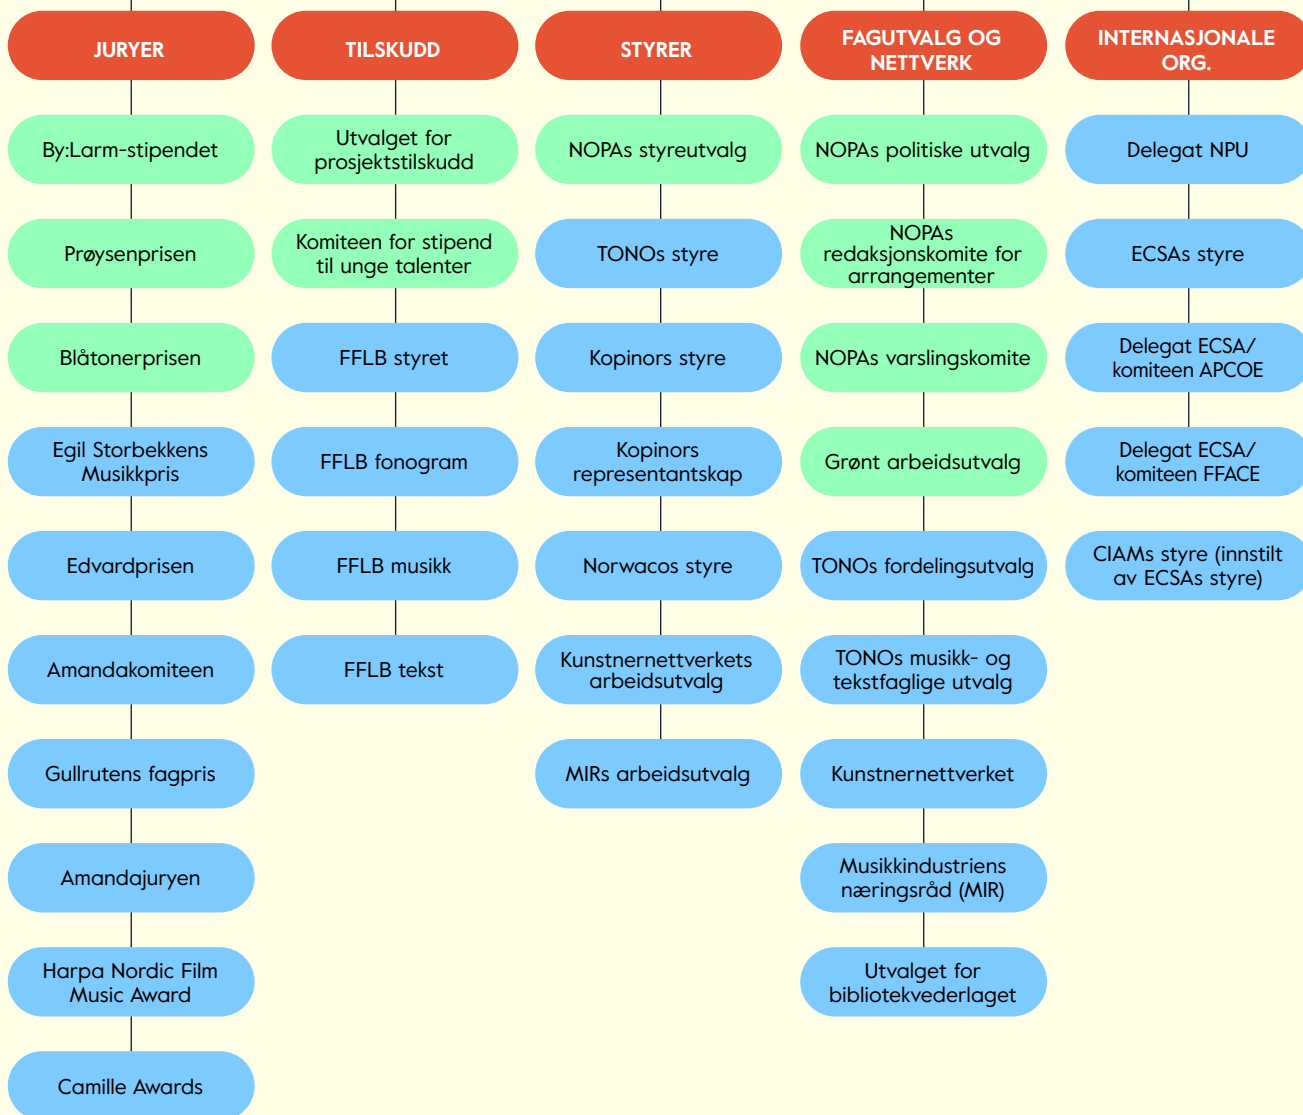 JURYER
By:Larm-stipendet
Prøysenprisen
Blåtonerprisen
Egil Storbekkens
Musikkpris
Edvardprisen
Amandakomiteen
Gullrutens fagpris
Amandajuryen
Harpa Nordic Film
Music Award
Camille Awards
TILSKUDD
Utvalget for
prosjektstilskudd
Komiteen for stipend
til unge talenter
FFLB styret
FFLB fonogram
FFLB musikk
FFLB tekst
STYRER
NOPAs styreutvalg
TONOs styre
Kopinors styre
Kopinors
representantskap
Norwacos styre
Kunstnernettverkets
arbeidsutvalg
MIRs arbeidsutvalg
FAGUTVALG OG
NETTVERK
NOPAs politiske utvalg
NOPAs
redaksjonskomite for
arrangementer
NOPAs varslingskomite
Grønt arbeidsutvalg
TONOs fordelingsutvalg
TONOs musikk- og
tekstfaglige utvalg
Kunstnernettverket
Musikkindustriens
næringsråd (MIR)
Utvalget for
bibliotekvederlaget
INTERNASJONALE
ORG.
Delegat NPU
ECSAs styre
Delegat ECSA/
komiteen APCOE
Delegat ECSA/
komiteen FFACE
CIAMs styre (innstilt
av ECSAs styre)